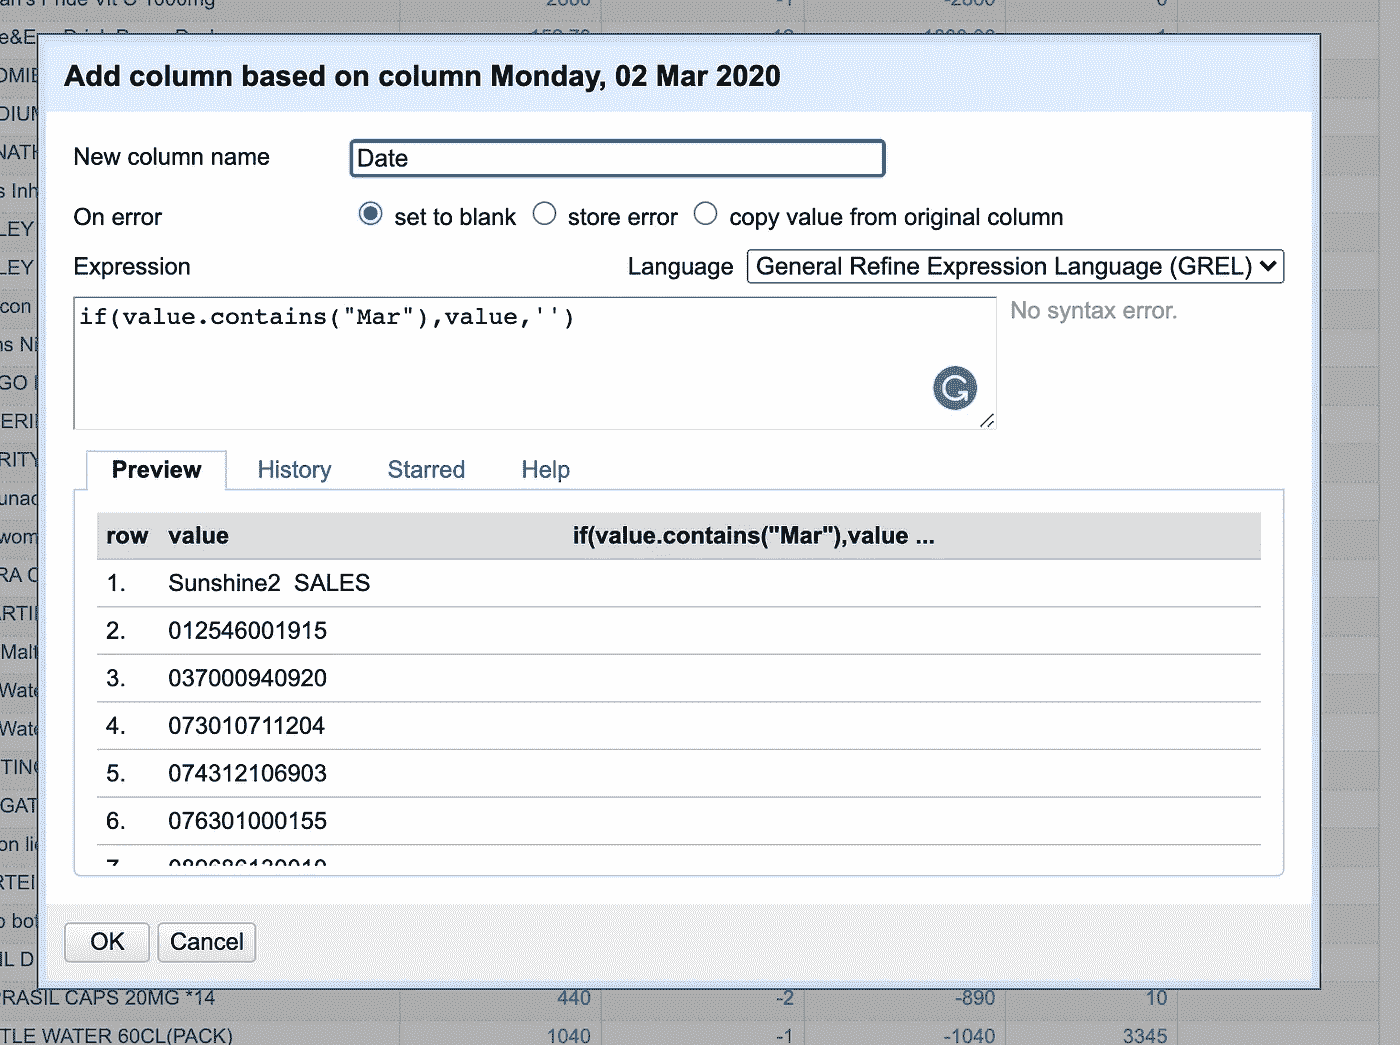 Add column based on column Monday, 02 Mar 2020
New column name Date
On error set to blank store error copy value from original column
Expression Language General Refine Expression Language (GREL)
if(value.contains("Mar"),value,'') No syntax error.
Preview History Starred Help
row value if(value.contains("Mar"),value ...
1. Sunshine2 SALES
2. 012546001915
3. 037000940920
4. 073010711204
5. 074312106903
6. 076301000155
OK Cancel
RASIL CAPS 20MG *14 440 -2 -890 10
TLE WATER 60CL(PACK) 1040 -1 -1040 3345